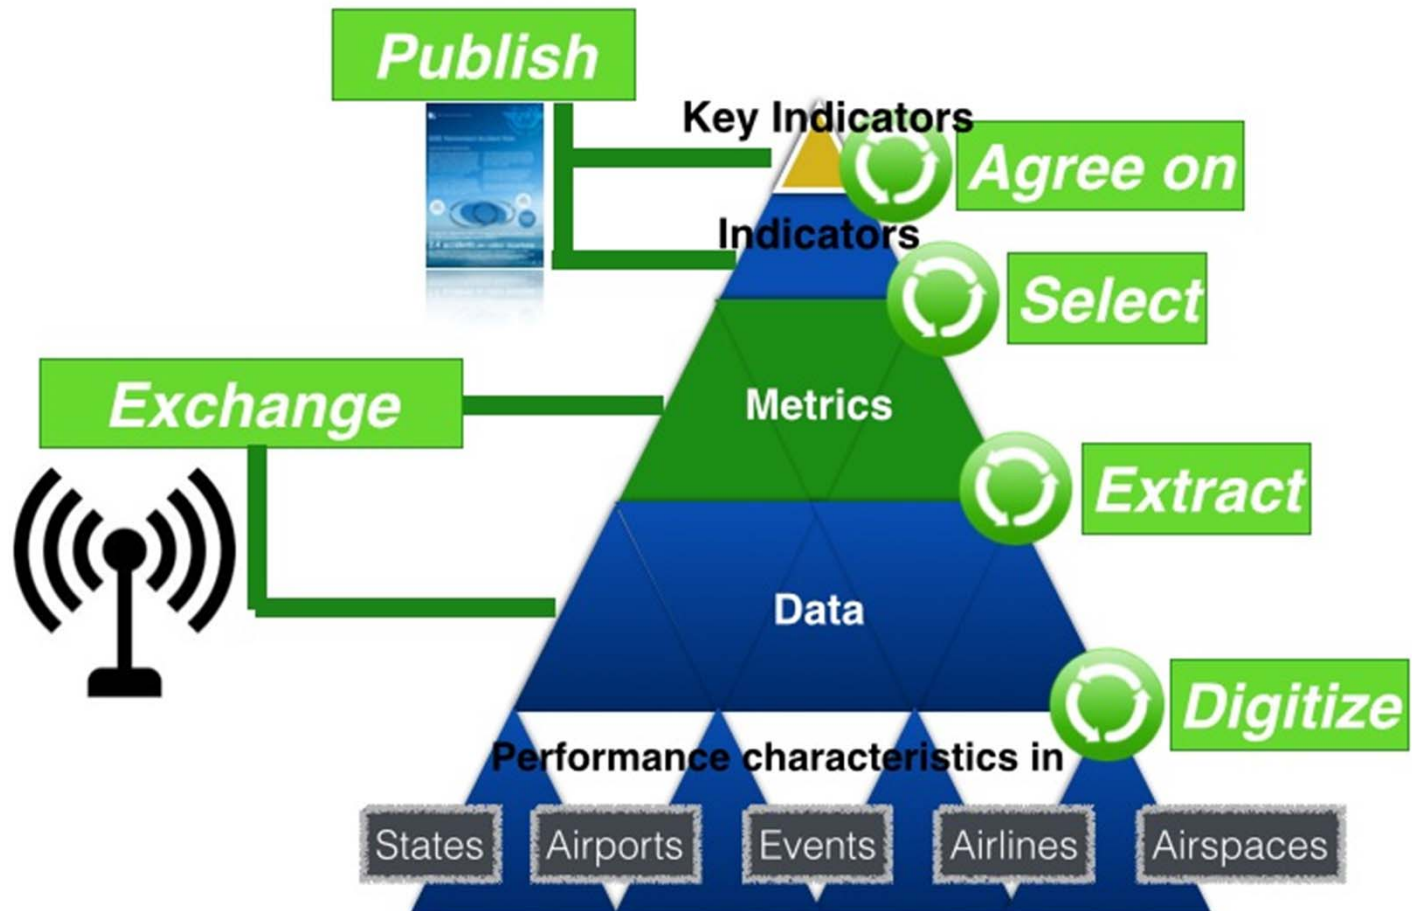 Publish
Key Indicators
Agree on
Indicators
Select
Exchange
Metrics
Extract
Data
Digitize
Performance characteristics in
States
Airports
Events
Airlines
Airspaces